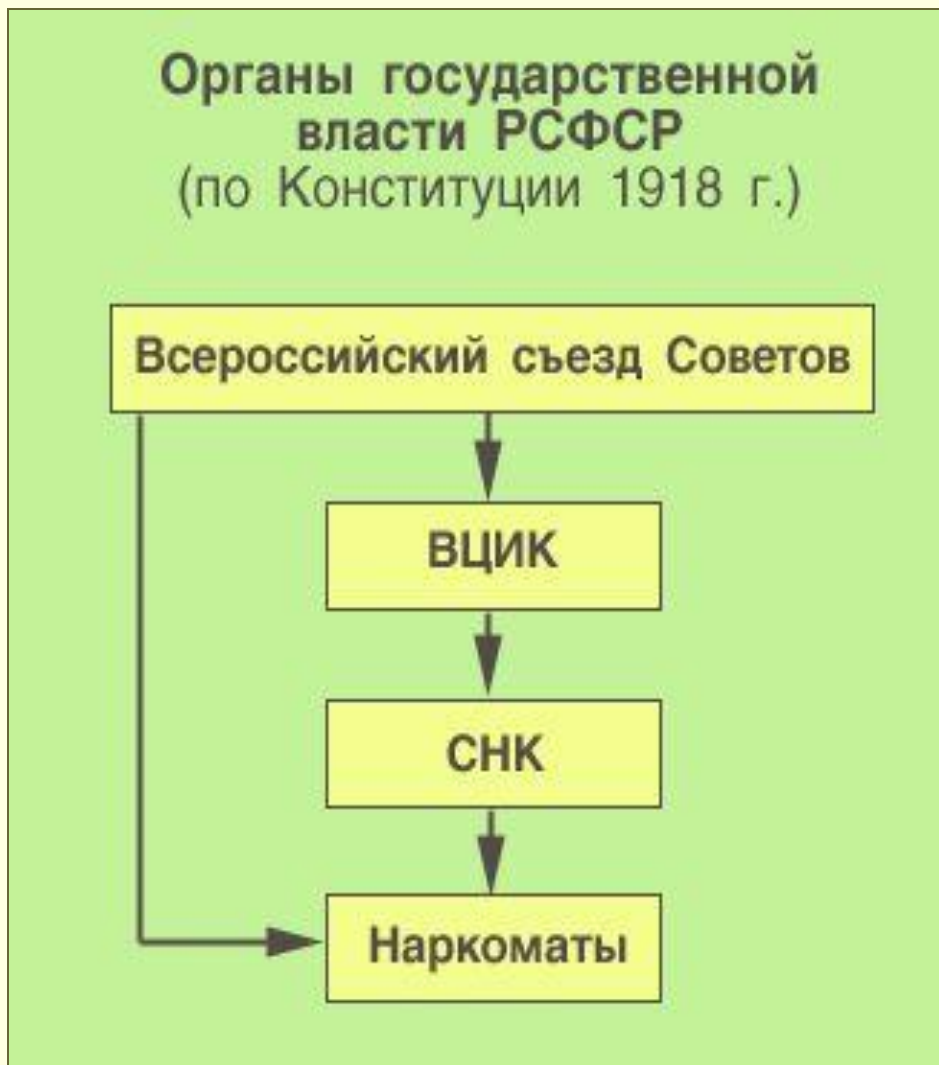 Органы государственной
власти РСФСР
(по Конституции 1918 г.)
Всероссийский съезд Советов
ВЦИК
СНК
Наркоматы